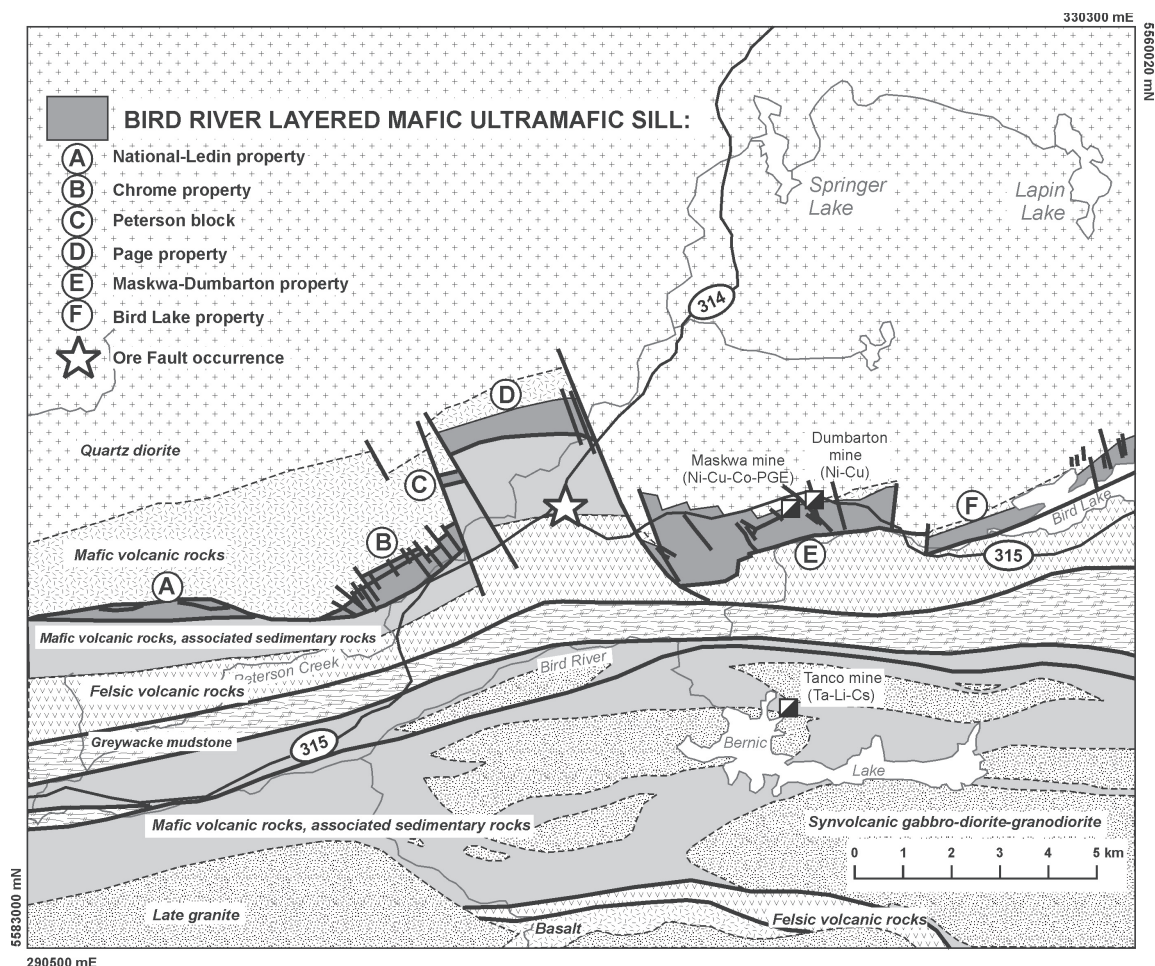 330300 mE
5560020 mN
BIRD RIVER LAYERED MAFIC ULTRAMAFIC SILL:
A National-Ledin property
B Chrome property
C Peterson block
D Page property
E Maskwa-Dumbarton property
F Bird Lake property
Ore Fault occurrence
Springer
Lake
Lapin
Lake
314
D
Quartz diorite
Dumbarton
mine
(Ni-Cu)
Maskwa mine
(Ni-Cu-Co-PGE)
C
F
Bird Lake
B
E
315
Mafic volcanic rocks
A
Mafic volcanic rocks, associated sedimentary rocks
Peterson Creek
Bird River
Felsic volcanic rocks
Tanco mine
(Ta-Li-Cs)
Greywacke mudstone
315
Bernic
Lake
Mafic volcanic rocks, associated sedimentary rocks
Synvolcanic gabbro-diorite-granodiorite
0 1 2 3 4 5 km
Late granite
Basalt
Felsic volcanic rocks
5583000 mN
290500 mE